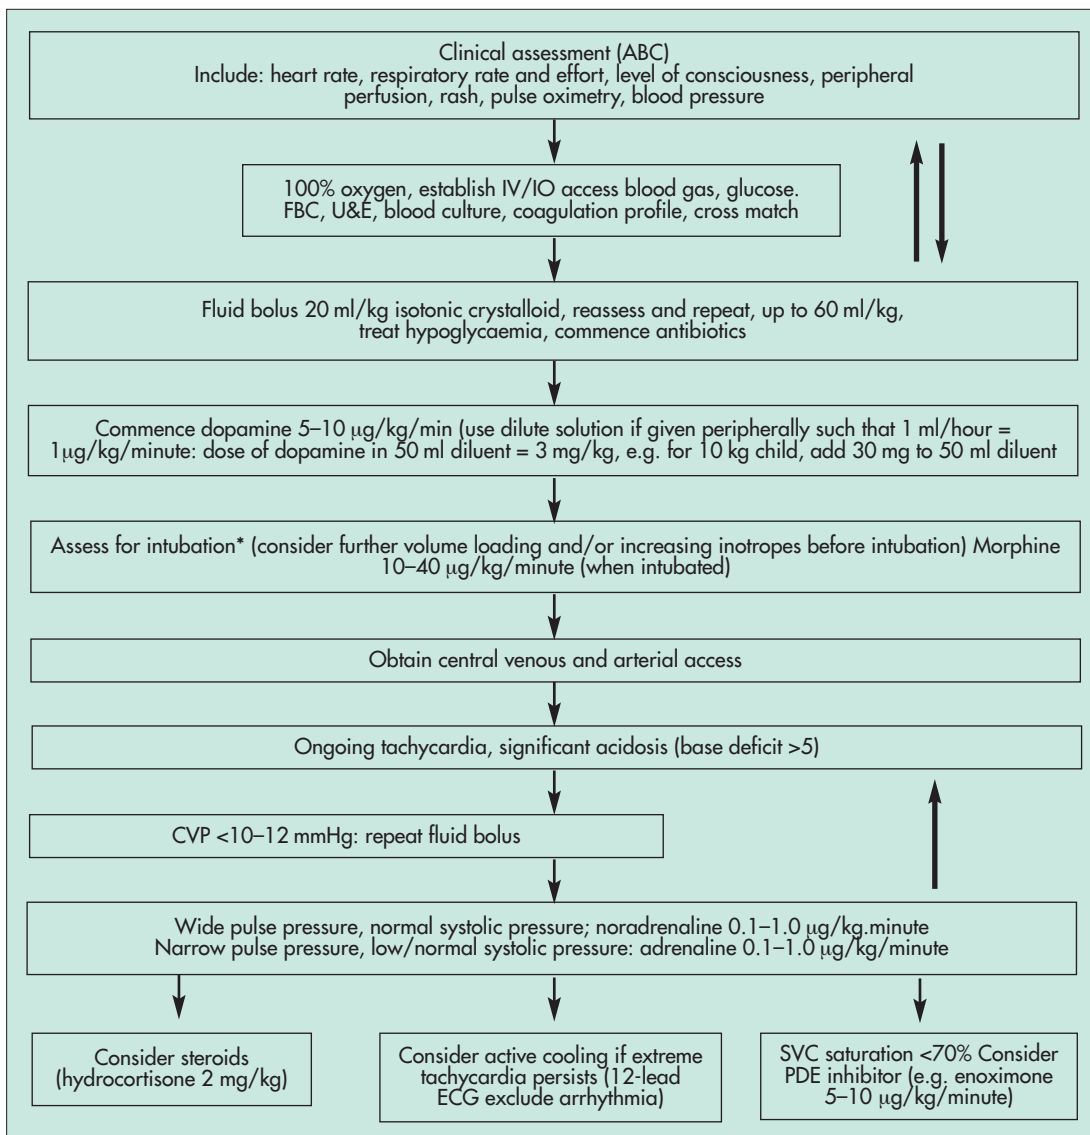 Clinical assessment (ABC)
Include: heart rate, respiratory rate and effort, level of consciousness, peripheral
perfusion, rash, pulse oximetry, blood pressure
100% oxygen, establish IV/IO access blood gas, glucose.
FBC, U&E, blood culture, coagulation profile, cross match
Fluid bolus 20 ml/kg isotonic crystalloid, reassess and repeat, up to 60 ml/kg,
treat hypoglycaemia, commence antibiotics
Commence dopamine 5–10 µg/kg/min (use dilute solution if given peripherally such that 1 ml/hour =
1µg/kg/minute: dose of dopamine in 50 ml diluent = 3 mg/kg, e.g. for 10 kg child, add 30 mg to 50 ml diluent
Assess for intubation* (consider further volume loading and/or increasing inotropes before intubation) Morphine
10–40 µg/kg/minute (when intubated)
Obtain central venous and arterial access
Ongoing tachycardia, significant acidosis (base deficit >5)
CVP <10–12 mmHg: repeat fluid bolus
Wide pulse pressure, normal systolic pressure; noradrenaline 0.1–1.0 µg/kg.minute
Narrow pulse pressure, low/normal systolic pressure: adrenaline 0.1–1.0 µg/kg/minute
Consider steroids
(hydrocortisone 2 mg/kg)
Consider active cooling if extreme
tachycardia persists (12-lead
ECG exclude arrhythmia)
SVC saturation <70% Consider
PDE inhibitor (e.g. enoximone
5–10 µg/kg/minute)